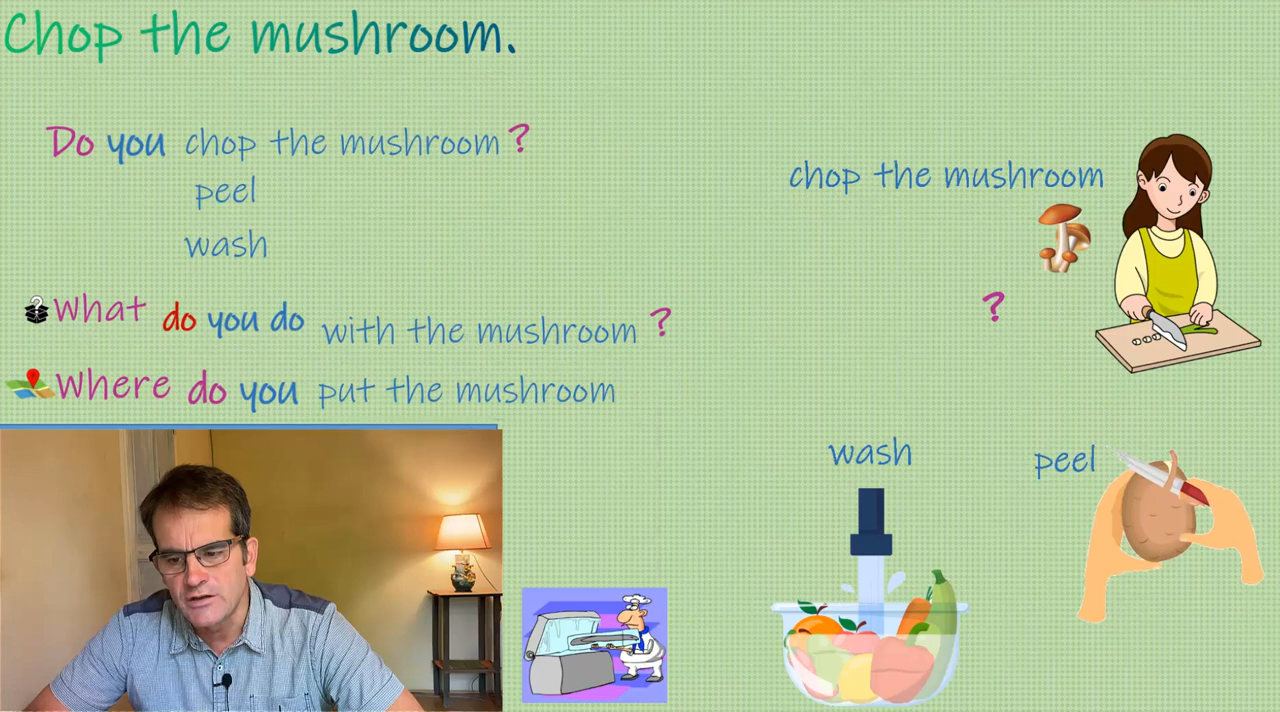 Chop the mushroom.
Do you chop the mushroom ?
peel
wash
What do you do with the mushroom ?
Where do you put the mushroom
chop the mushroom
?
wash
peel